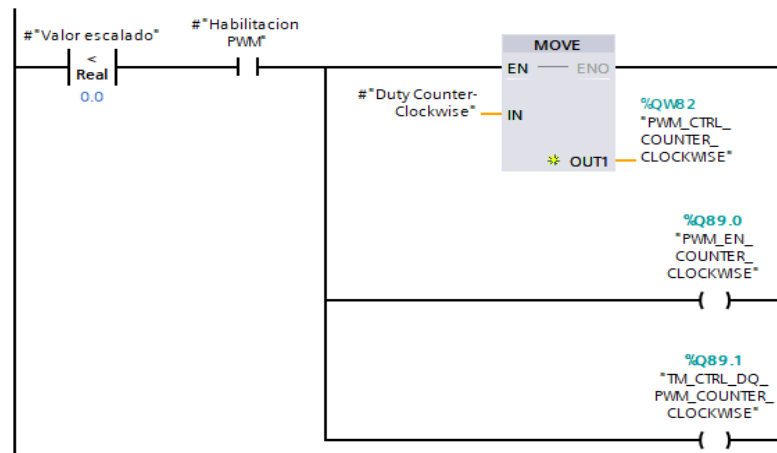 #"Valor escalado"
<
Real
0.0
#"Habilitacion
PWM"
MOVE
EN
ENO
#"Duty Counter-
Clockwise"
IN
OUT1
%QW82
"PWM_CTRL_
COUNTER_
CLOCKWISE"
%Q89.0
"PWM_EN_
COUNTER_
CLOCKWISE"
%Q89.1
"TM_CTRL_DQ_
PWM_COUNTER_
CLOCKWISE"